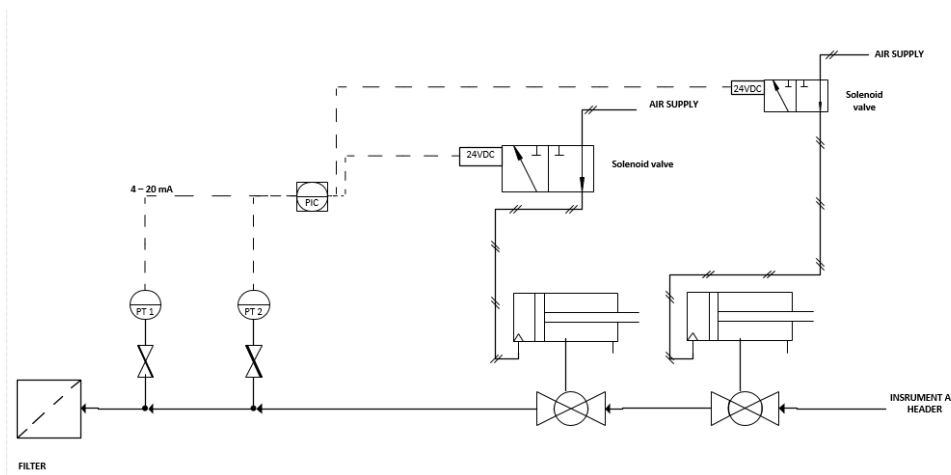 AIR SUPPLY
24VDC
Solenoid
valve
AIR SUPPLY
24VDC
Solenoid valve
4 – 20 mA
PIC
PT 1
PT 2
INSRUMENT A
HEADER
FILTER